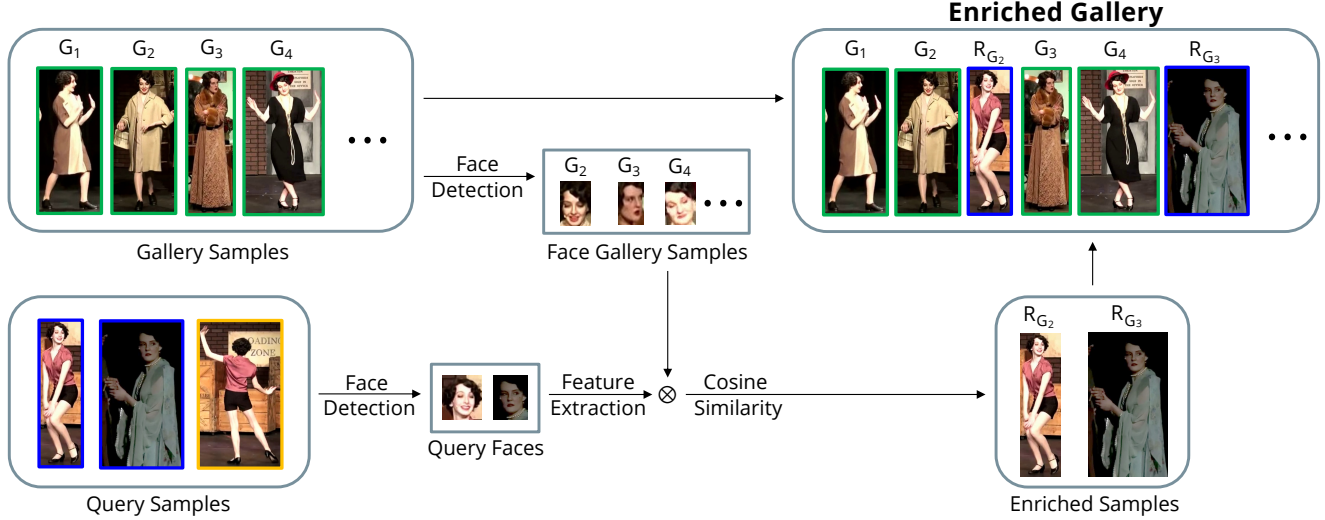 Enriched Gallery
G1 G2 G3 G4
G1 G2 RG2 G3 G4 RG3
...
...
Face
Detection
G2 G3 G4
...
Gallery Samples
Face Gallery Samples
RG2 RG3
LOADING
ZONE
Face
Detection
Feature
Extraction
⊗
Cosine
Similarity
Query Faces
Query Samples
Enriched Samples